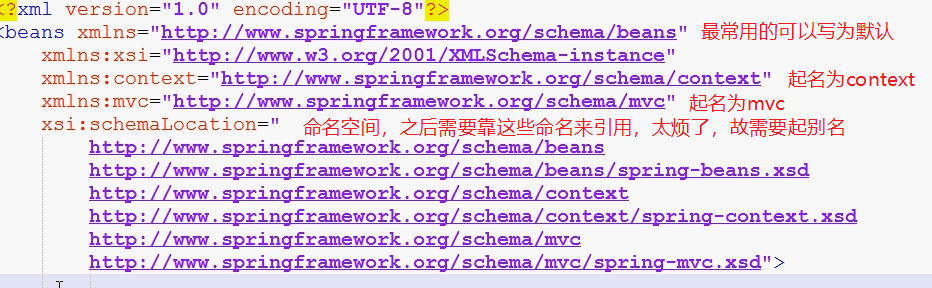 <?xml version="1.0" encoding="UTF-8"?>
<beans xmlns="http://www.springframework.org/schema/beans" 最常用的可以写为默认
xmlns:xsi="http://www.w3.org/2001/XMLSchema-instance"
xmlns:context="http://www.springframework.org/schema/context" 起名为context
xmlns:mvc="http://www.springframework.org/schema/mvc" 起名为mvc
xsi:schemaLocation=" 命名空间，之后需要靠这些命名来引用，太烦了，故需要起别名
http://www.springframework.org/schema/beans
http://www.springframework.org/schema/beans/spring-beans.xsd
http://www.springframework.org/schema/context
http://www.springframework.org/schema/context/spring-context.xsd
http://www.springframework.org/schema/mvc
http://www.springframework.org/schema/mvc/spring-mvc.xsd">